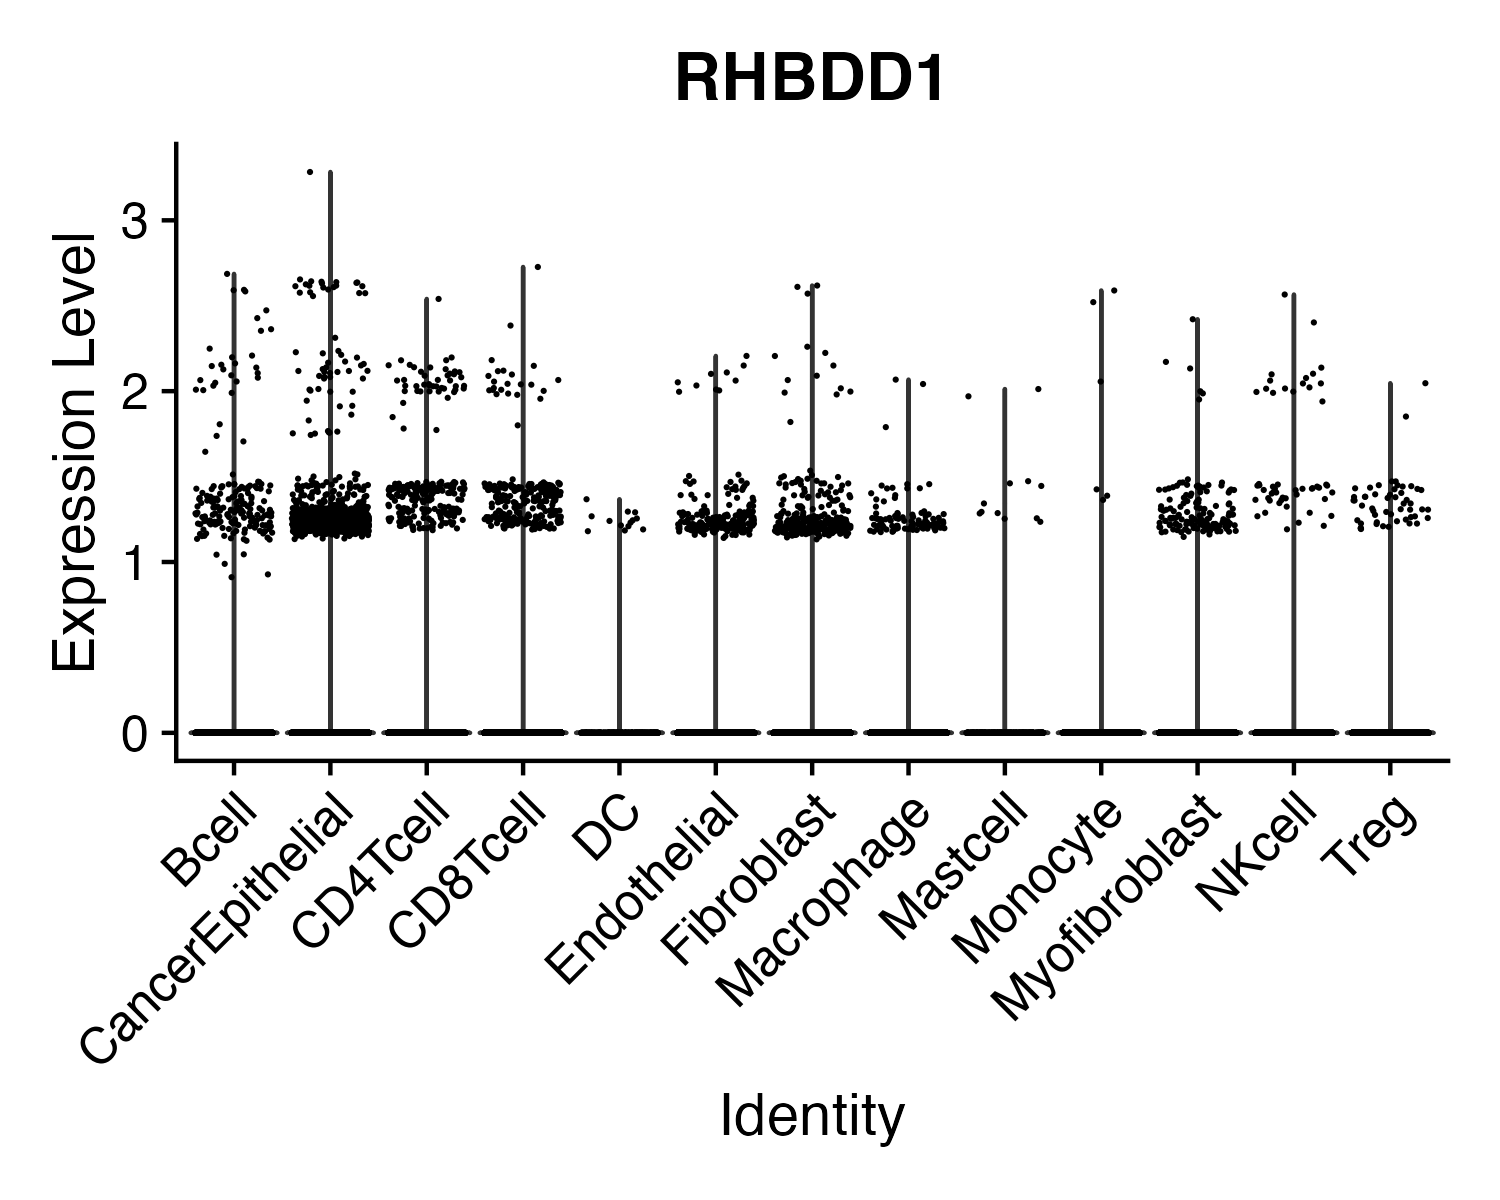 RHBDD1
Expression Level
3
2
1
0
Bcell
CancerEpithelial
CD4Tcell
CD8Tcell
DC
Endothelial
Fibroblast
Macrophage
Mastcell
Monocyte
Myofibroblast
NKcell
Treg
Identity